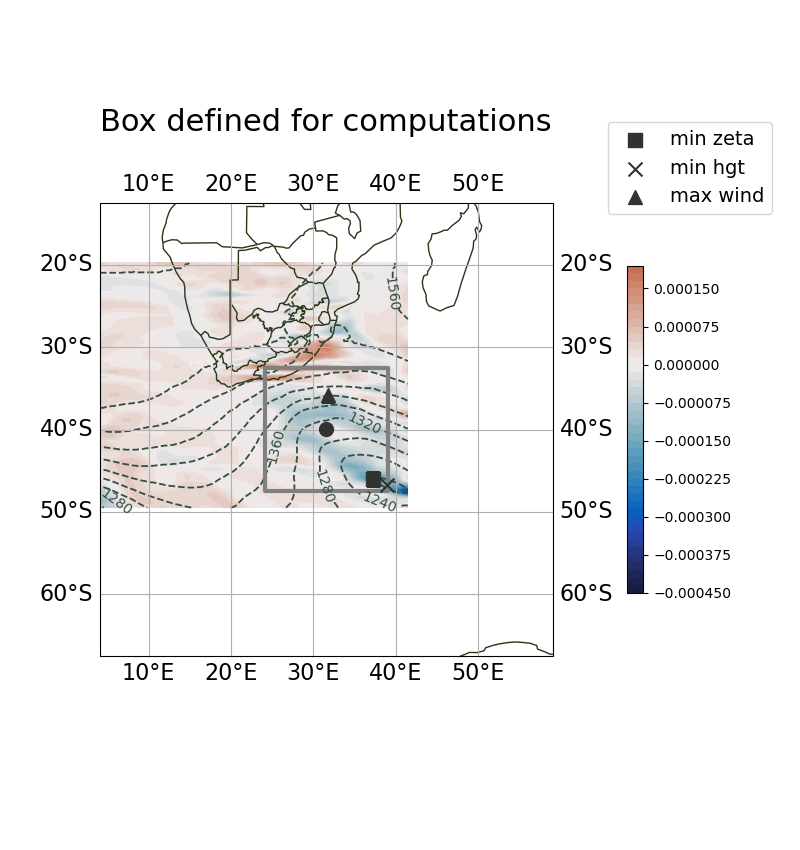 Box defined for computations
min zeta
min hgt
max wind
10°E 20°E 30°E 40°E 50°E
20°S 20°S
30°S 30°S
40°S 40°S
50°S 50°S
60°S 60°S
1560
1320
1360
1280
1240
1280
10°E 20°E 30°E 40°E 50°E
0.000150
0.000075
0.000000
−0.000075
−0.000150
−0.000225
−0.000300
−0.000375
−0.000450